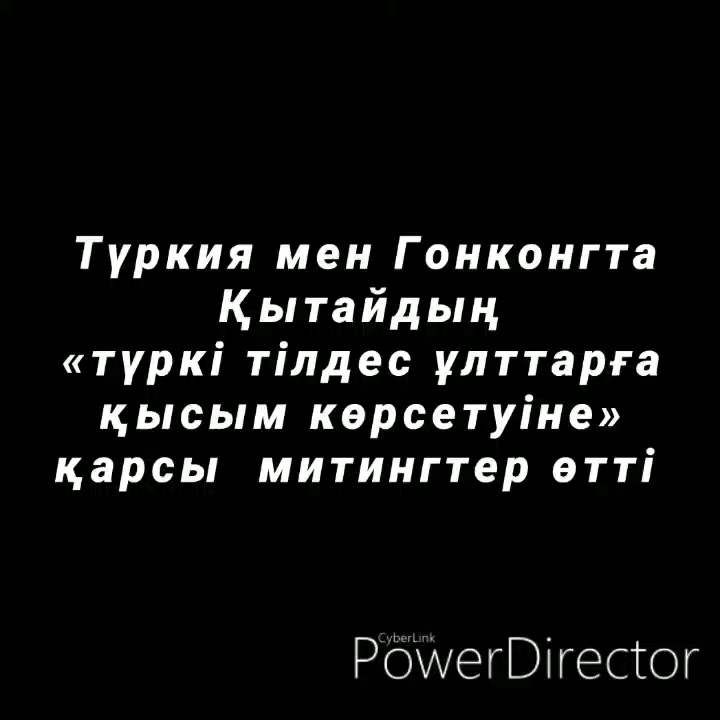 Түркия мен Гонконгта
Қытайдың
«түркі тілдес ұлттарға
қысым көрсетуіне»
қарсы митингтер өтті
CyberLink
PowerDirector